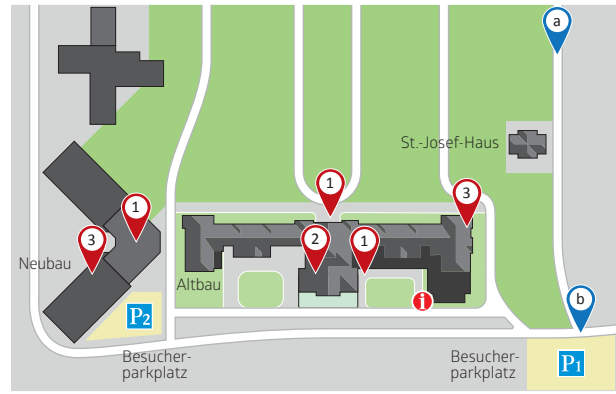 a
St.-Josef-Haus
1
3
1
3
2
1
Neubau
Altbau
i
b
P2
Besucher-
parkplatz
Besucher-
parkplatz
P1